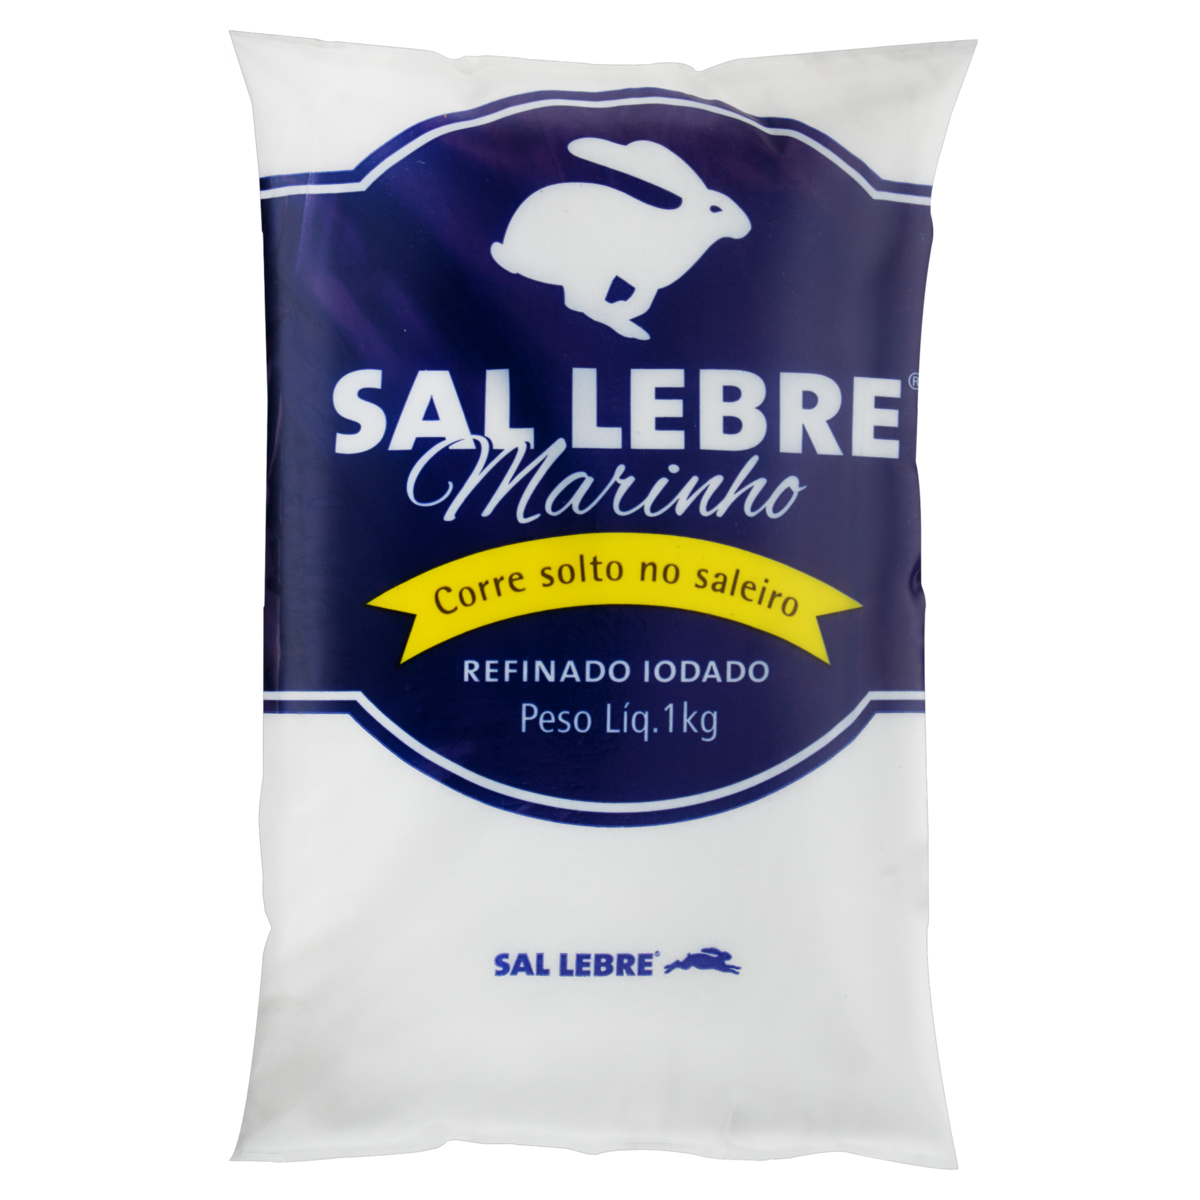 SAL LEBRE®
Marinho
Corre solto no saleiro
REFINADO IODADO
Peso Líq.1kg
SAL LEBRE®